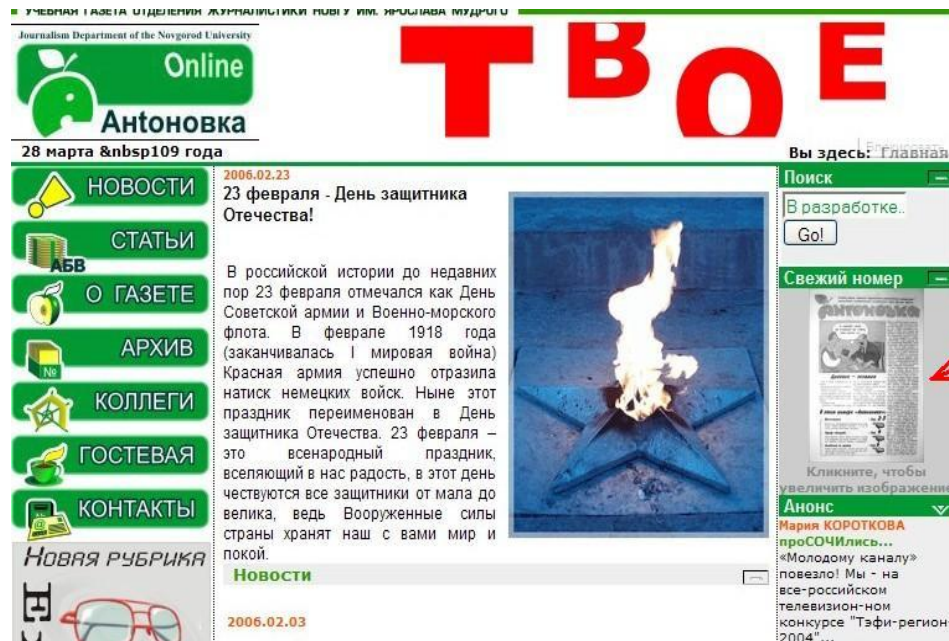 УЧЕБНАЯ ГАЗЕТА ОТДЕЛЕНИЯ ЖУРНАЛИСТИКИ НОВГУ ИМ. ЯРОСЛАВА МУДРОГО
Journalism Department of the Novgorod University
Online
Антоновка
ТВОЕ
28 марта &nbsp109 года
Вы здесь: Главная
НОВОСТИ
СТАТЬИ
АБВ
О ГАЗЕТЕ
АРХИВ
№
КОЛЛЕГИ
ГОСТЕВАЯ
КОНТАКТЫ
НОВАЯ РУБРИКА
2006.02.23
23 февраля - День защитника
Отечества!
В российской истории до недавних
пор 23 февраля отмечался как День
Советской армии и Военно-морского
флота. В феврале 1918 года
(заканчивалась I мировая война)
Красная армия успешно отразила
натиск немецких войск. Ныне этот
праздник переименован в День
защитника Отечества. 23 февраля –
это всенародный праздник,
вселяющий в нас радость, в этот день
чествуются все защитники от мала до
велика, ведь Вооруженные силы
страны хранят наш с вами мир и
покой.
Новости
2006.02.03
Поиск
В разработке..
Go!
Свежий номер
Антоновка
Кликните, чтобы
увеличить изображение
Анонс
Мария КОРОТКОВА
проСОЧИлись...
«Молодому каналу»
повезло! Мы - на
все-российском
телевизион-ном
конкурсе "Тэфи-регион
2004"...